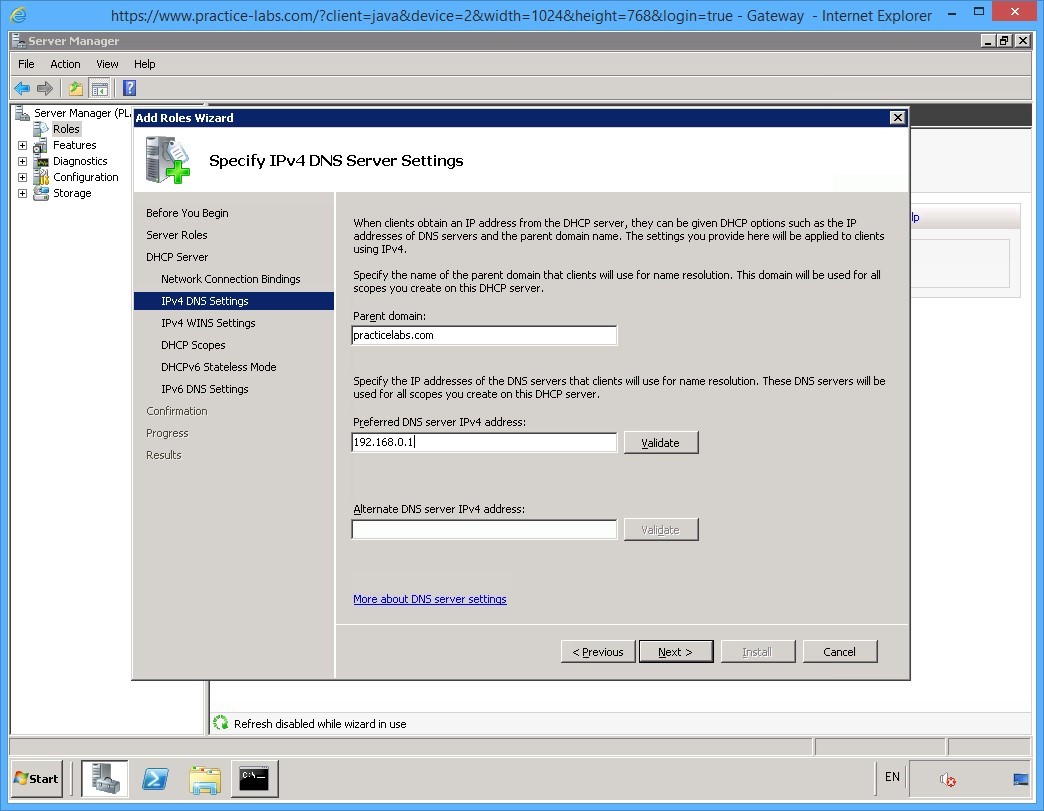 https://www.practice-labs.com/?client=java&device=2&width=1024&height=768&login=true - Gateway - Internet Explorer
Server Manager
File Action View Help
Server Manager (PL
Roles
Features
Diagnostics
Configuration
Storage
Add Roles Wizard
Specify IPv4 DNS Server Settings
Before You Begin
Server Roles
DHCP Server
Network Connection Bindings
IPv4 DNS Settings
IPv4 WINS Settings
DHCP Scopes
DHCPv6 Stateless Mode
IPv6 DNS Settings
Confirmation
Progress
Results
When clients obtain an IP address from the DHCP server, they can be given DHCP options such as the IP
addresses of DNS servers and the parent domain name. The settings you provide here will be applied to clients
using IPv4.
Specify the name of the parent domain that clients will use for name resolution. This domain will be used for all
scopes you create on this DHCP server.
Parent domain:
practicelabs.com
Specify the IP addresses of the DNS servers that clients will use for name resolution. These DNS servers will be
used for all scopes you create on this DHCP server.
Preferred DNS server IPv4 address:
192.168.0.1
Validate
Alternate DNS server IPv4 address:
Validate
More about DNS server settings
< Previous
Next >
Install
Cancel
lp
Refresh disabled while wizard in use
Start
C:\
EN